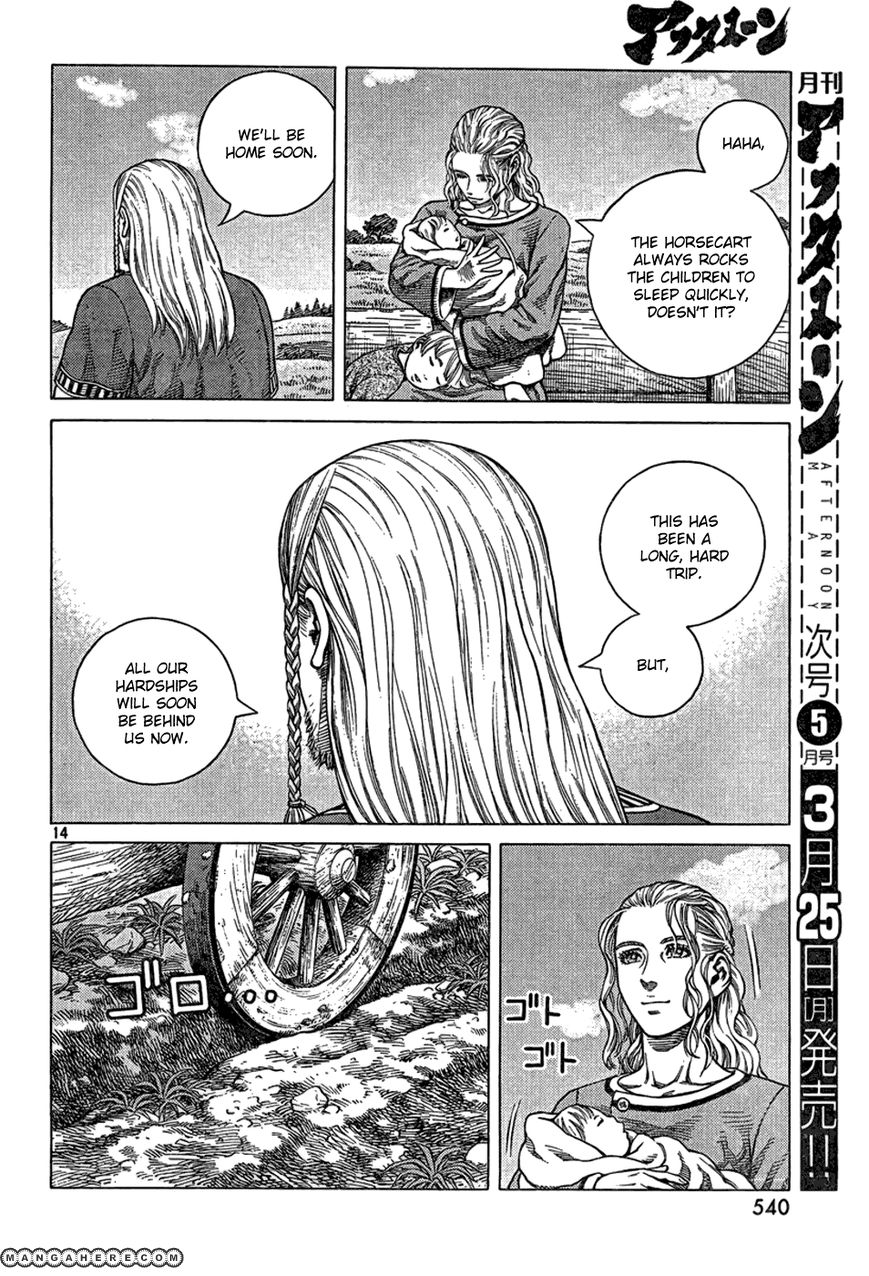 アフタヌーン
HAHA,
THE HORSECART
ALWAYS ROCKS
THE CHILDREN TO
SLEEP QUICKLY,
DOESN'T IT?
WE'LL BE
HOME SOON.
THIS HAS
BEEN A
LONG, HARD
TRIP.
BUT,
ALL OUR
HARDSHIPS
WILL SOON
BE BEHIND
US NOW.
14
ゴト
ゴト
ゴロ...
540
月刊アフタヌーン
AFTERNOON
MAY
次号5月号3月25日[月]発売!!
MANGAHERE.COM